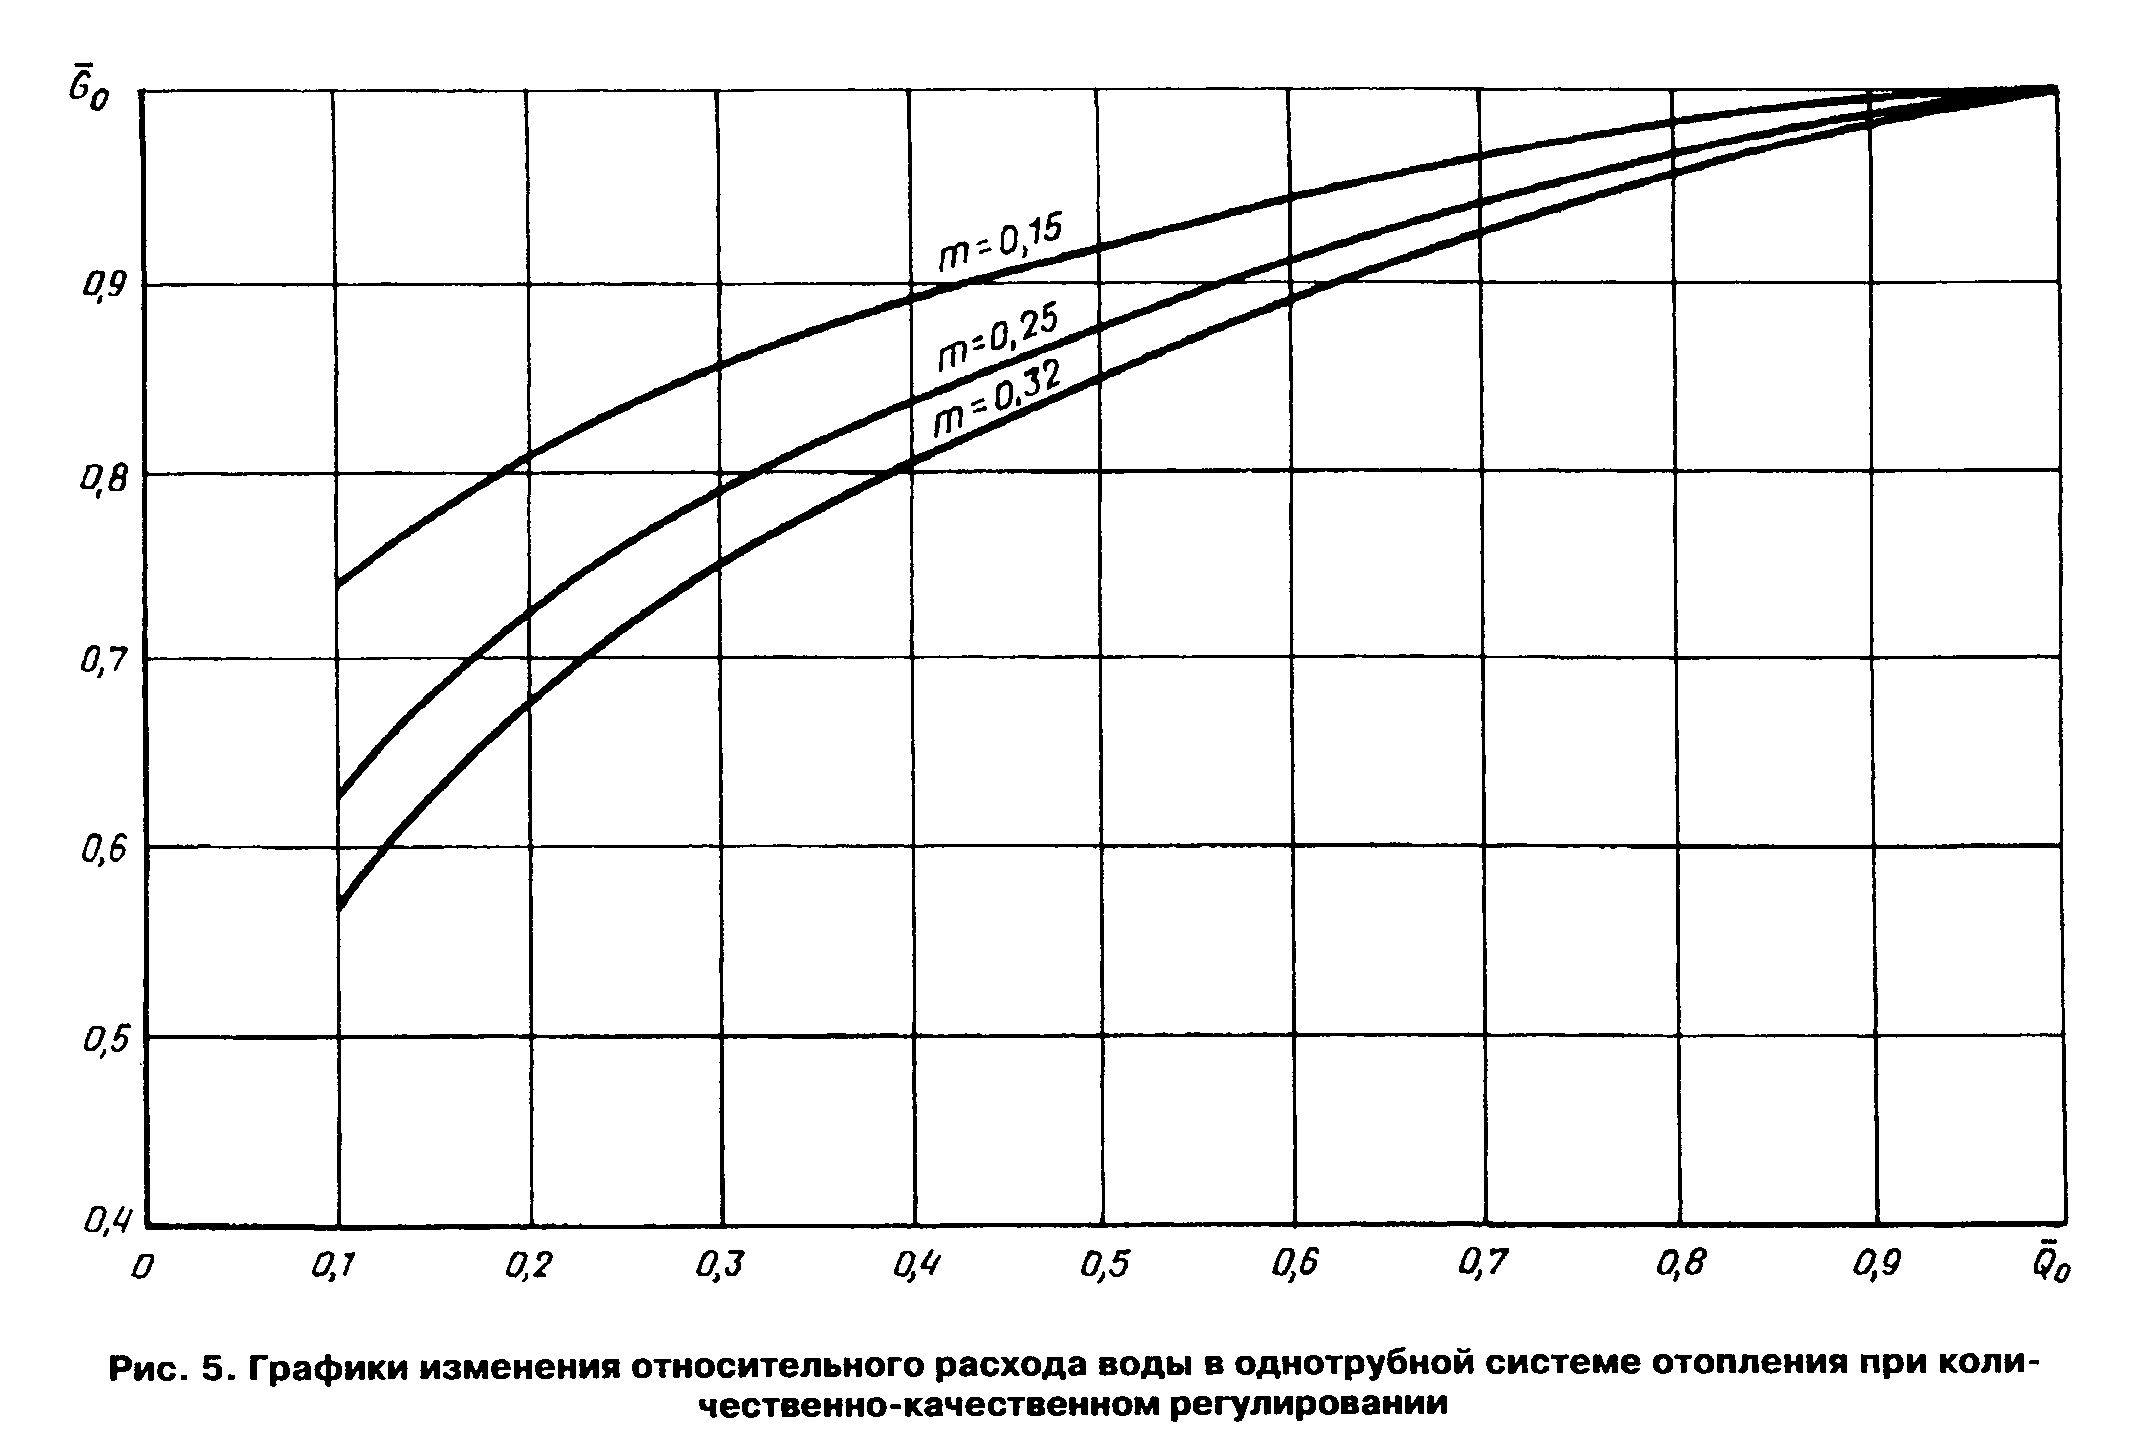 Ḡ₀
0,9
0,8
0,7
0,6
0,5
0,4
m=0,15
m=0,25
m=0,32
0 0,1 0,2 0,3 0,4 0,5 0,6 0,7 0,8 0,9 Q̄₀
Рис. 5. Графики изменения относительного расхода воды в однотрубной системе отопления при коли-
чественно-качественном регулировании